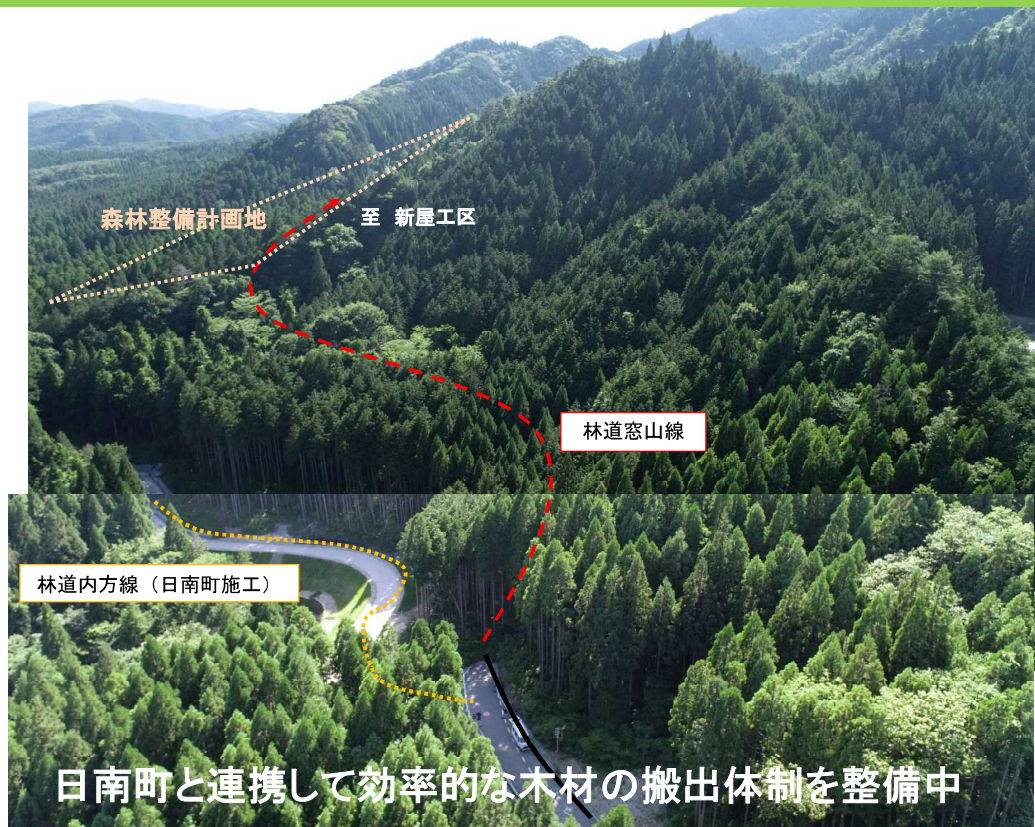 森林整備計画地
至 新屋工区
林道窓山線
林道内方線（日南町施工）
日南町と連携して効率的な木材の搬出体制を整備中